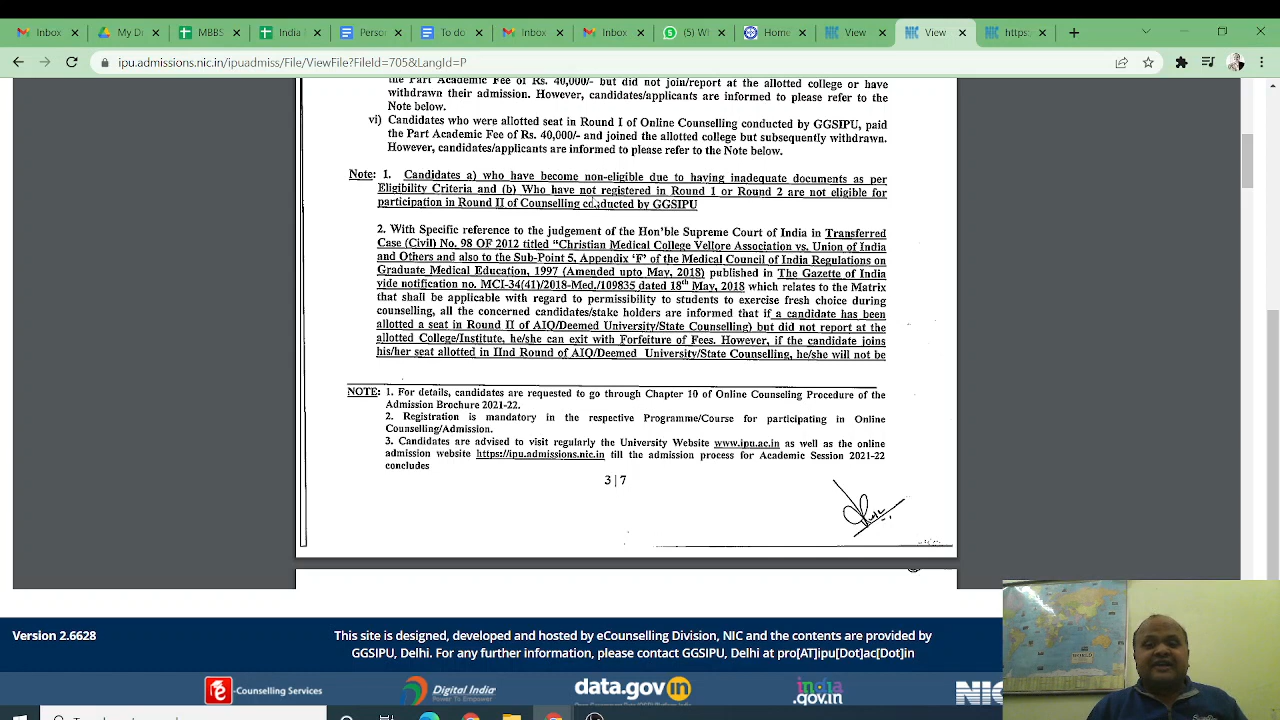 Inbox
My Dr
MBBS
India I
Person
To do
Inbox
Inbox
(5) W
Home
NIC View
NIC View
NIC https:
ipu.admissions.nic.in/ipuadmiss/File/ViewFile?FileId=705&LangId=P
the Part Academic Fee of Rs. 40,000/- but did not join/report at the allotted college or have
withdrawn their admission. However, candidates/applicants are informed to please refer to the
Note below.
vi) Candidates who were allotted seat in Round I of Online Counselling conducted by GGSIPU, paid
the Part Academic Fee of Rs. 40,000/- and joined the allotted college but subsequently withdrawn.
However, candidates/applicants are informed to please refer to the Note below.
Note: 1. Candidates a) who have become non-eligible due to having inadequate documents as per
Eligibility Criteria and (b) Who have not registered in Round 1 or Round 2 are not eligible for
participation in Round II of Counselling conducted by GGSIPU
2. With Specific reference to the judgement of the Hon'ble Supreme Court of India in Transferred
Case (Civil) No. 98 OF 2012 titled "Christian Medical College Vellore Association vs. Union of India
and Others and also to the Sub-Point 5, Appendix 'F' of the Medical Council of India Regulations on
Graduate Medical Education, 1997 (Amended upto May, 2018) published in The Gazette of India
vide notification no. MCI-34(41)/2018-Med./109835 dated 18th May, 2018 which relates to the Matrix
that shall be applicable with regard to permissibility to students to exercise fresh choice during
counselling, all the concerned candidates/stake holders are informed that if a candidate has been
allotted a seat in Round II of AIQ/Deemed University/State Counselling) but did not report at the
allotted College/Institute, he/she can exit with Forfeiture of Fees. However, if the candidate joins
his/her seat allotted in IInd Round of AIQ/Deemed University/State Counselling, he/she will not be
NOTE: 1. For details, candidates are requested to go through Chapter 10 of Online Counseling Procedure of the
Admission Brochure 2021-22.
2. Registration is mandatory in the respective Programme/Course for participating in Online
Counselling/Admission.
3. Candidates are advised to visit regularly the University Website www.ipu.ac.in as well as the online
admission website https://ipu.admissions.nic.in till the admission process for Academic Session 2021-22
concludes
3 | 7
Version 2.6628
This site is designed, developed and hosted by eCounselling Division, NIC and the contents are provided by
GGSIPU, Delhi. For any further information, please contact GGSIPU, Delhi at pro[AT]ipu[Dot]ac[Dot]in
e-Counselling Services
Digital India
Power To Empower
data.gov.in
india
.gov.in
NIC
WORLD